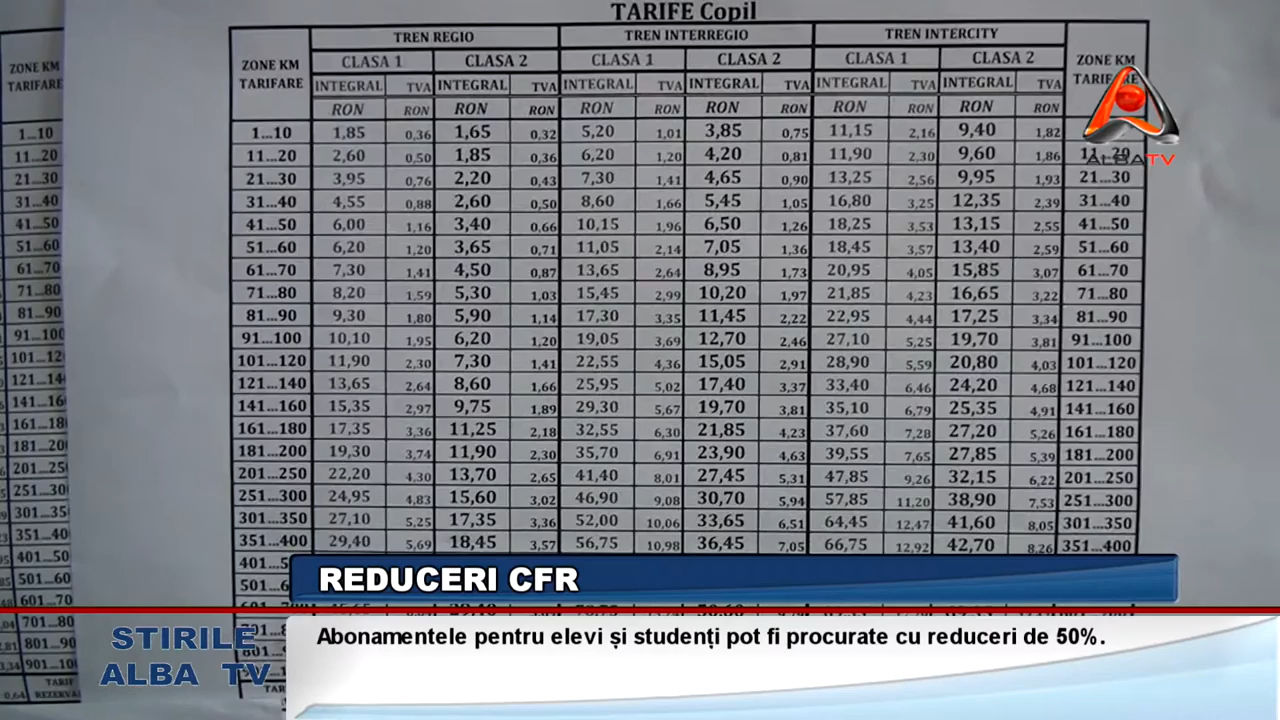 TARIFE Copil
ZONE KM TARIFARE TREN REGIO TREN INTERREGIO TREN INTERCITY ZONE KM
CLASA 1 CLASA 2 CLASA 1 CLASA 2 CLASA 1 CLASA 2
INTEGRAL TVA INTEGRAL TVA INTEGRAL TVA INTEGRAL TVA INTEGRAL TVA INTEGRAL TVA
RON RON RON RON RON RON RON RON RON RON RON RON
1...10 1,85 0,36 1,65 0,32 5,20 1,01 3,85 0,75 11,15 2,16 9,40 1,82
11...20 2,60 0,50 1,85 0,36 6,20 1,20 4,20 0,81 11,90 2,30 9,60 1,86 11...20
21...30 3,95 0,76 2,20 0,43 7,30 1,41 4,65 0,90 13,25 2,56 9,95 1,93 21...30
31...40 4,55 0,88 2,60 0,50 8,60 1,66 5,45 1,05 16,80 3,25 12,35 2,39 31...40
41...50 6,00 1,16 3,40 0,66 10,15 1,96 6,50 1,26 18,25 3,53 13,15 2,55 41...50
51...60 6,20 1,20 3,65 0,71 11,05 2,14 7,05 1,36 18,45 3,57 13,40 2,59 51...60
61...70 7,30 1,41 4,50 0,87 13,65 2,64 8,95 1,73 20,95 4,05 15,85 3,07 61...70
71...80 8,20 1,59 5,30 1,03 15,45 2,99 10,20 1,97 21,85 4,23 16,65 3,22 71...80
81...90 9,30 1,80 5,90 1,14 17,30 3,35 11,45 2,22 22,95 4,44 17,25 3,34 81...90
91...100 10,10 1,95 6,20 1,20 19,05 3,69 12,70 2,46 27,10 5,25 19,70 3,81 91...100
101...120 11,90 2,30 7,30 1,41 22,55 4,36 15,05 2,91 28,90 5,59 20,80 4,03 101...120
121...140 13,65 2,64 8,60 1,66 25,95 5,02 17,40 3,37 33,40 6,46 24,20 4,68 121...140
141...160 15,35 2,97 9,75 1,89 29,30 5,67 19,70 3,81 35,10 6,79 25,35 4,91 141...160
161...180 17,35 3,36 11,25 2,18 32,55 6,30 21,85 4,23 37,60 7,28 27,20 5,26 161...180
181...200 19,30 3,74 11,90 2,30 35,70 6,91 23,90 4,63 39,55 7,65 27,85 5,39 181...200
201...250 22,20 4,30 13,70 2,65 41,40 8,01 27,45 5,31 47,85 9,26 32,15 6,22 201...250
251...300 24,95 4,83 15,60 3,02 46,90 9,08 30,70 5,94 57,85 11,20 38,90 7,53 251...300
301...350 27,10 5,25 17,35 3,36 52,00 10,06 33,65 6,51 64,45 12,47 41,60 8,05 301...350
351...400 29,40 5,69 18,45 3,57 56,75 10,98 36,45 7,05 66,75 12,92 42,70 8,26 351...400
ZONE KM
TARIFARE
1...10
11...20
21...30
31...40
41...50
51...60
61...70
71...80
81...90
91...100
ALBA TV
REDUCERI CFR
STIRILE
ALBA TV
Abonamentele pentru elevi și studenți pot fi procurate cu reduceri de 50%.